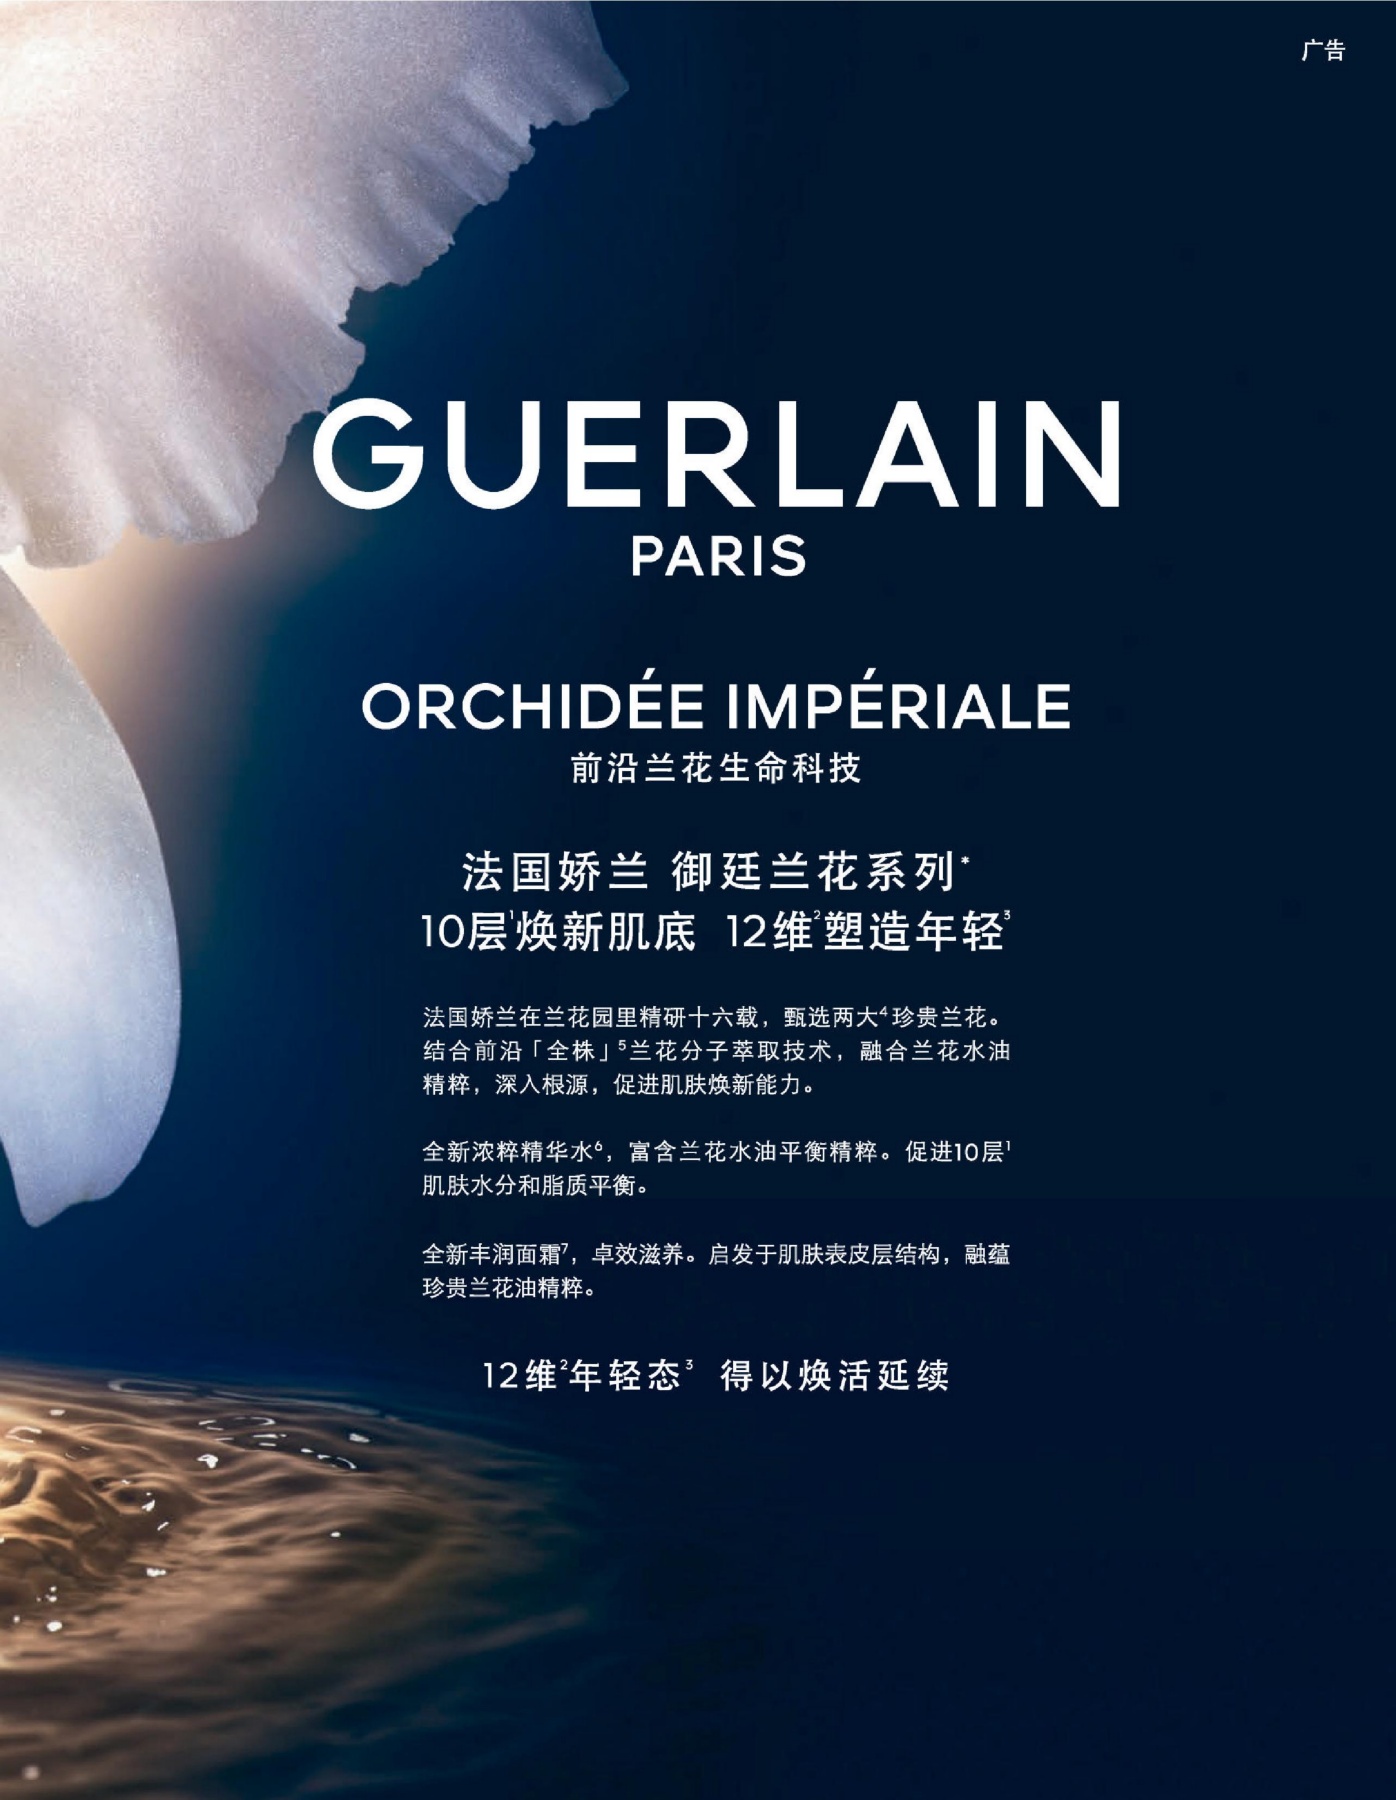 广告
GUERLAIN
PARIS
ORCHIDÉE IMPÉRIALE
前沿兰花生命科技
法国娇兰 御廷兰花系列*
10层¹焕新肌底 12维²塑造年轻³
法国娇兰在兰花园里精研十六载，甄选两大⁴珍贵兰花。
结合前沿「全株」⁵兰花分子萃取技术，融合兰花水油
精粹，深入根源，促进肌肤焕新能力。
全新浓粹精华水⁶，富含兰花水油平衡精粹。促进10层¹
肌肤水分和脂质平衡。
全新丰润面霜⁷，卓效滋养。启发于肌肤表皮层结构，融蕴
珍贵兰花油精粹。
12维²年轻态³ 得以焕活延续